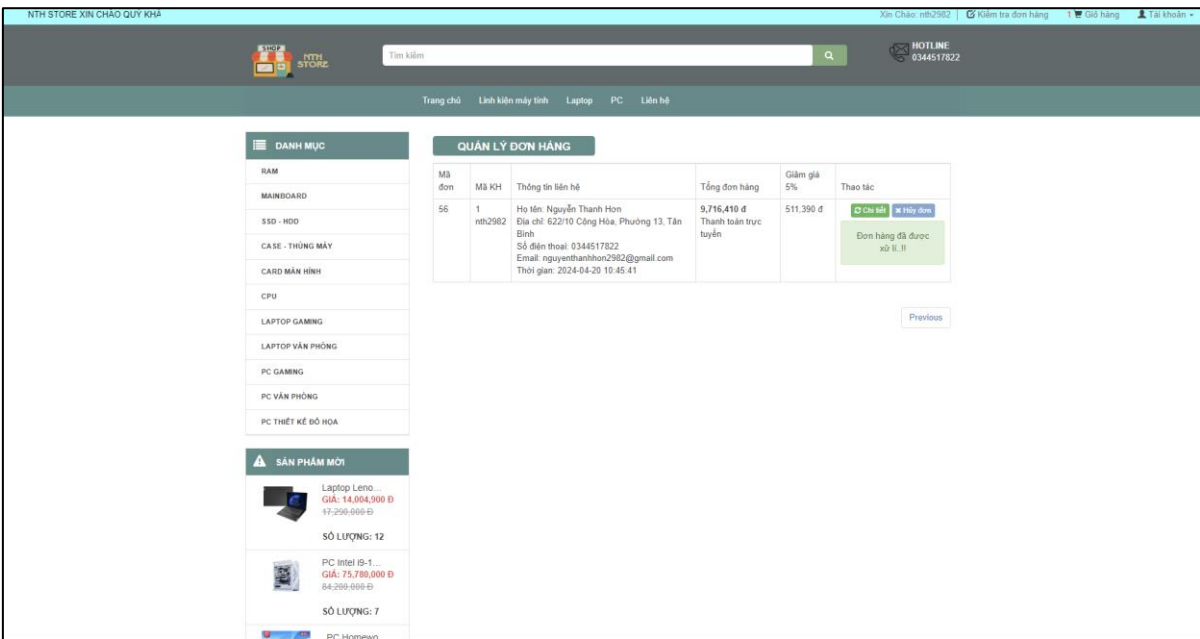 NTH STORE XIN CHÀO QUÝ KHÁ
Xin Chào: nth2982
Kiểm tra đơn hàng
1 Giỏ hàng
Tài khoản
SHOP
NTH
STORE
Tìm kiếm
HOTLINE
0344517822
Trang chủ
Linh kiện máy tính
Laptop
PC
Liên hệ
DANH MỤC
RAM
MAINBOARD
SSD - HDD
CASE - THÙNG MÁY
CARD MÀN HÌNH
CPU
LAPTOP GAMING
LAPTOP VĂN PHÒNG
PC GAMING
PC VĂN PHÒNG
PC THIẾT KẾ ĐỒ HỌA
QUẢN LÝ ĐƠN HÀNG
Mã
đơn
Mã KH
Thông tin liên hệ
Tổng đơn hàng
Giảm giá
5%
Thao tác
56
1
nth2982
Họ tên: Nguyễn Thanh Hơn
Địa chỉ: 622/10 Cộng Hòa, Phường 13, Tân
Bình
Số điện thoại: 0344517822
Email: nguyenthanhhon2982@gmail.com
Thời gian: 2024-04-20 10:45:41
9,716,410 đ
Thanh toán trực
tuyến
511,390 đ
Chi tiết
Hủy đơn
Đơn hàng đã được
xử lí..!!
Previous
SẢN PHẨM MỚI
Laptop Leno...
GIÁ: 14,004,900 Đ
17,290,000 Đ
SỐ LƯỢNG: 12
PC Intel i9-1...
GIÁ: 75,780,000 Đ
84,200,000 Đ
SỐ LƯỢNG: 7
PC Homewo